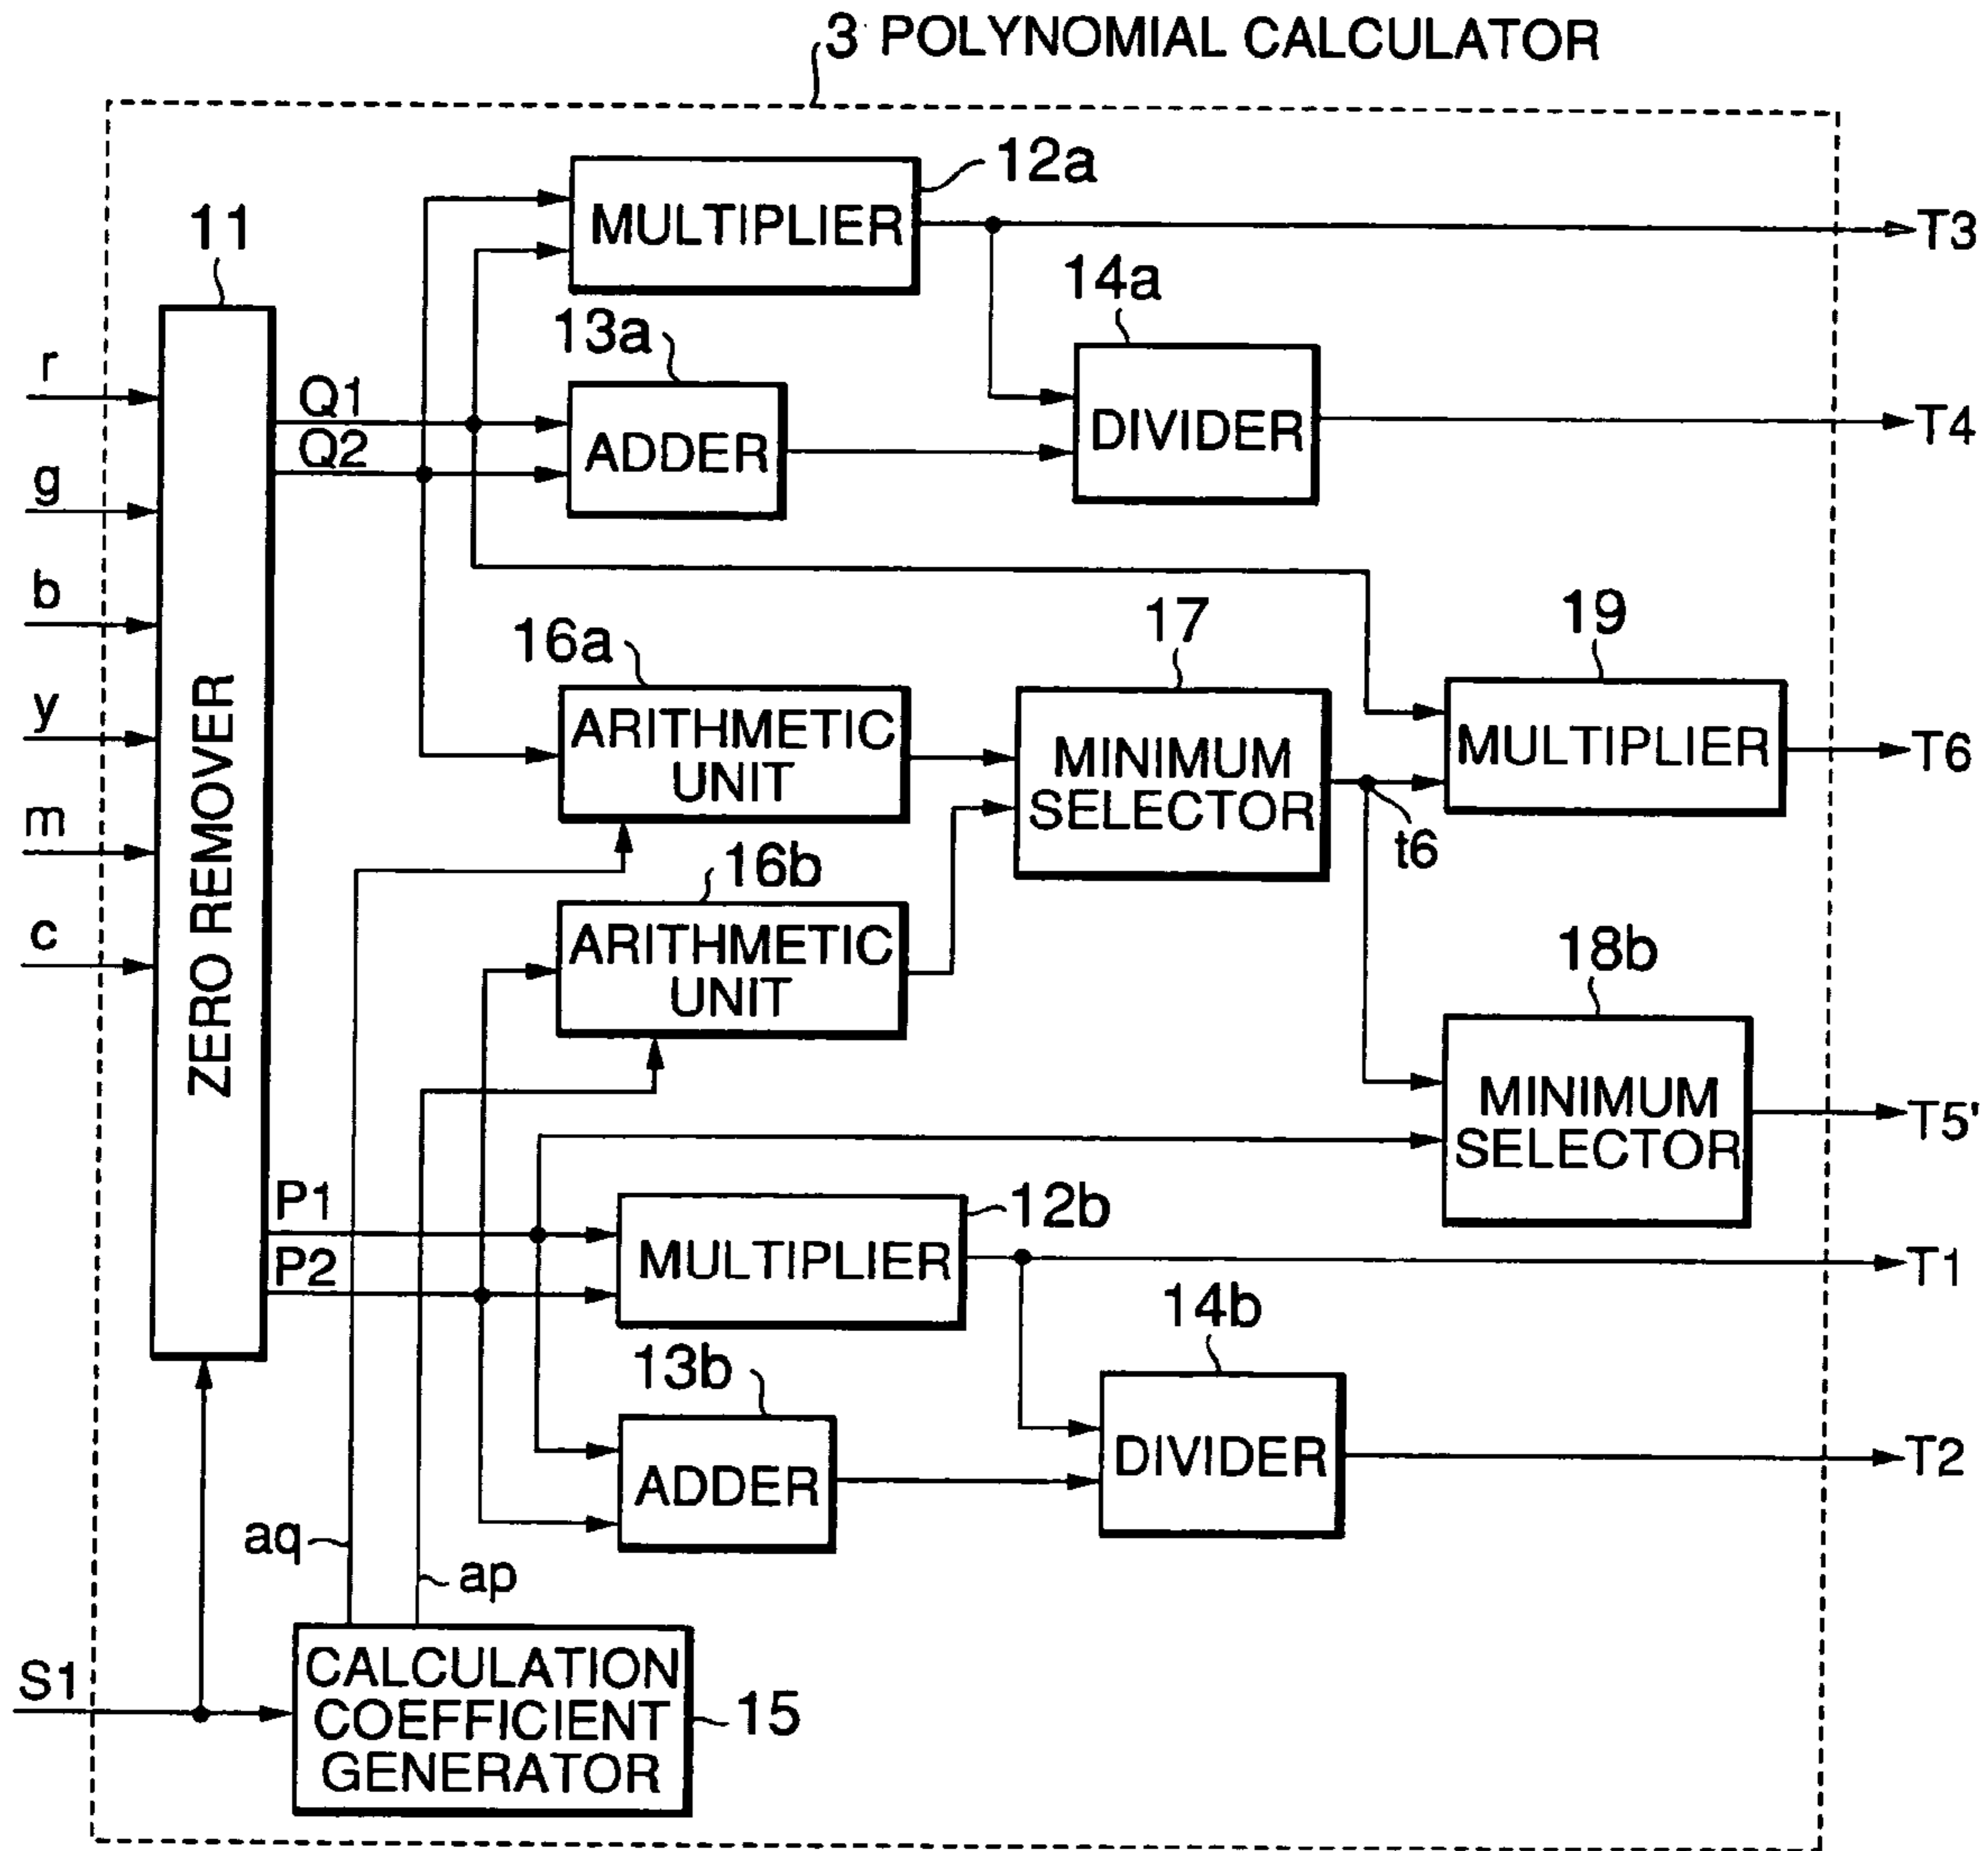 3 POLYNOMIAL CALCULATOR
12a
MULTIPLIER
T3
11
14a
13a
r
Q1
DIVIDER
T4
Q2
ADDER
g
b
17
19
16a
ZERO REMOVER
y
ARITHMETIC
UNIT
MINIMUM
SELECTOR
MULTIPLIER
T6
m
t6
16b
c
ARITHMETIC
UNIT
18b
MINIMUM
SELECTOR
T5'
P1
12b
P2
MULTIPLIER
T1
14b
13b
DIVIDER
T2
ADDER
aq
ap
S1
CALCULATION
COEFFICIENT
GENERATOR
15